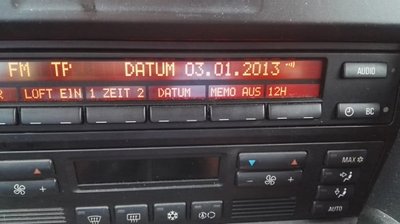 FM TP DATUM 03.01.2013
R LOFT EIN 1 ZEIT 2 DATUM MEMO AUS 12H
AUDIO
BC
MAX
AUTO